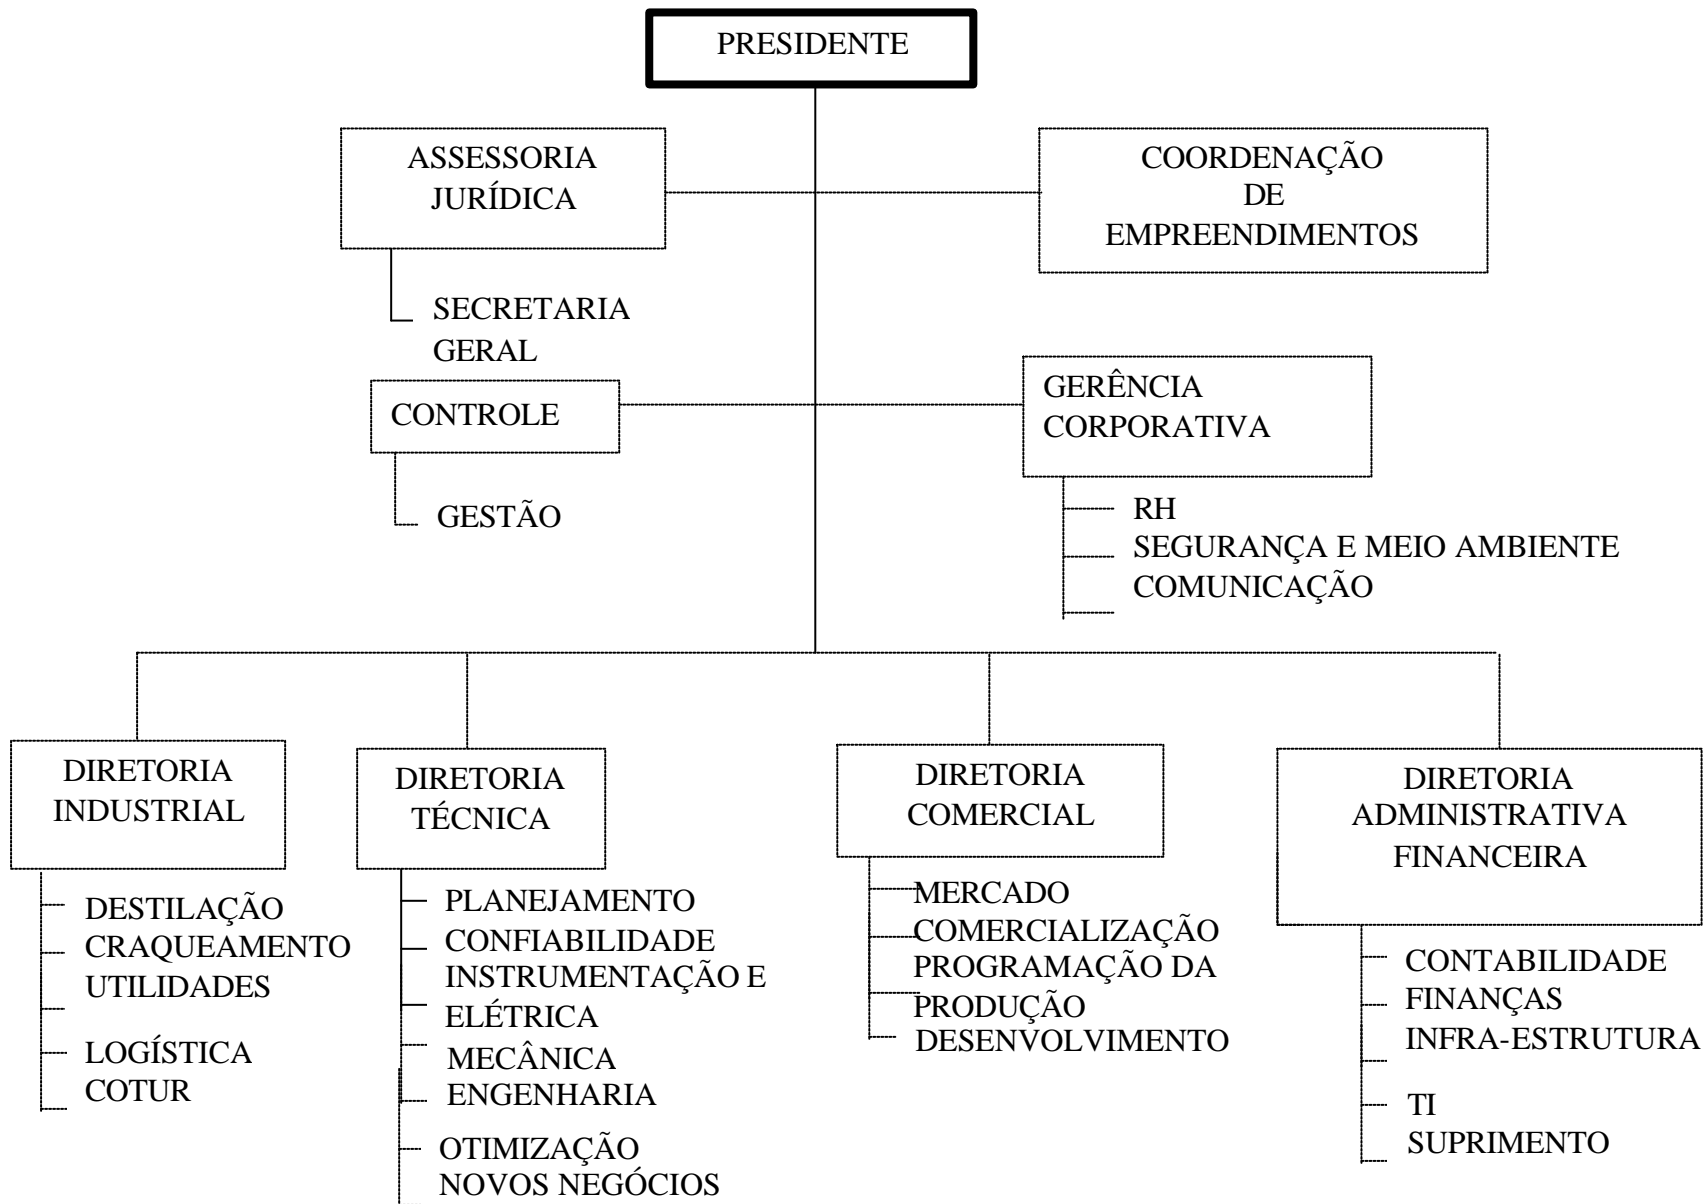 PRESIDENTE
ASSESSORIA
JURÍDICA
COORDENAÇÃO
DE
EMPREENDIMENTOS
SECRETARIA
GERAL
CONTROLE
GERÊNCIA
CORPORATIVA
GESTÃO
RH
SEGURANÇA E MEIO AMBIENTE
COMUNICAÇÃO
DIRETORIA
INDUSTRIAL
DIRETORIA
TÉCNICA
DIRETORIA
COMERCIAL
DIRETORIA
ADMINISTRATIVA
FINANCEIRA
DESTILAÇÃO
CRAQUEAMENTO
UTILIDADES
LOGÍSTICA
COTUR
PLANEJAMENTO
CONFIABILIDADE
INSTRUMENTAÇÃO E
ELÉTRICA
MECÂNICA
ENGENHARIA
OTIMIZAÇÃO
NOVOS NEGÓCIOS
MERCADO
COMERCIALIZAÇÃO
PROGRAMAÇÃO DA
PRODUÇÃO
DESENVOLVIMENTO
CONTABILIDADE
FINANÇAS
INFRA-ESTRUTURA
TI
SUPRIMENTO